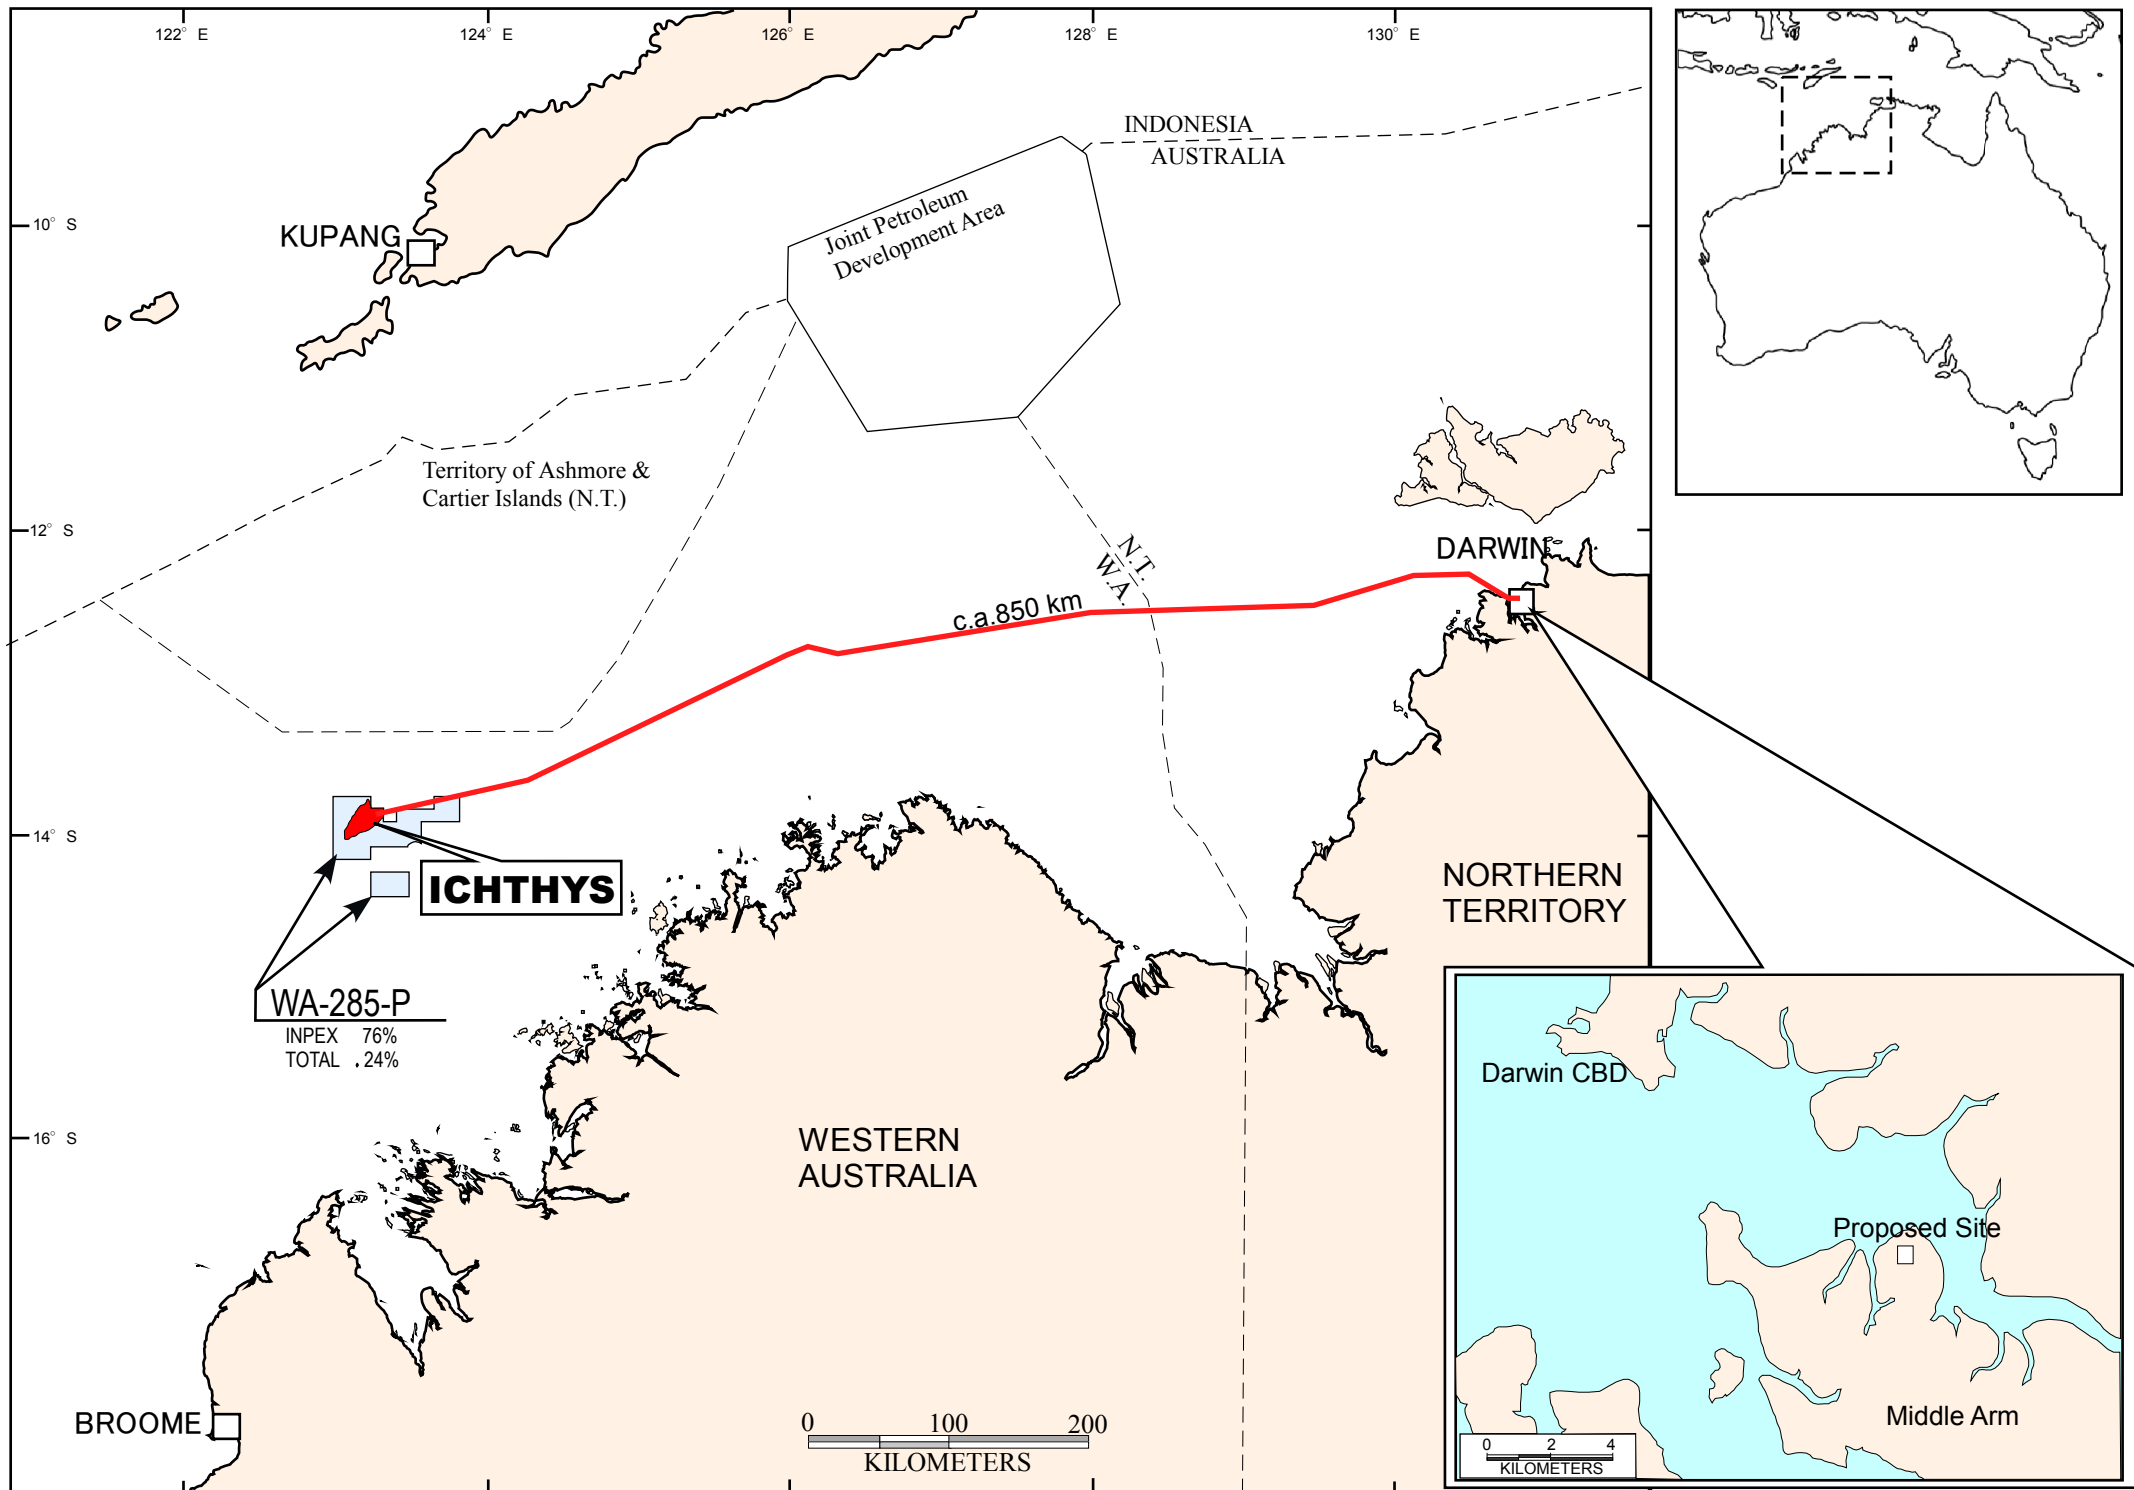 122° E
124° E
126° E
128° E
130° E
10° S
12° S
14° S
16° S
INDONESIA
AUSTRALIA
Joint Petroleum
Development Area
KUPANG
Territory of Ashmore &
Cartier Islands (N.T.)
N.T.
W.A.
DARWIN
c.a.850 km
ICHTHYS
WA-285-P
INPEX 76%
TOTAL .24%
NORTHERN
TERRITORY
WESTERN
AUSTRALIA
BROOME
0 100 200
KILOMETERS
Darwin CBD
Proposed Site
Middle Arm
0 2 4
KILOMETERS